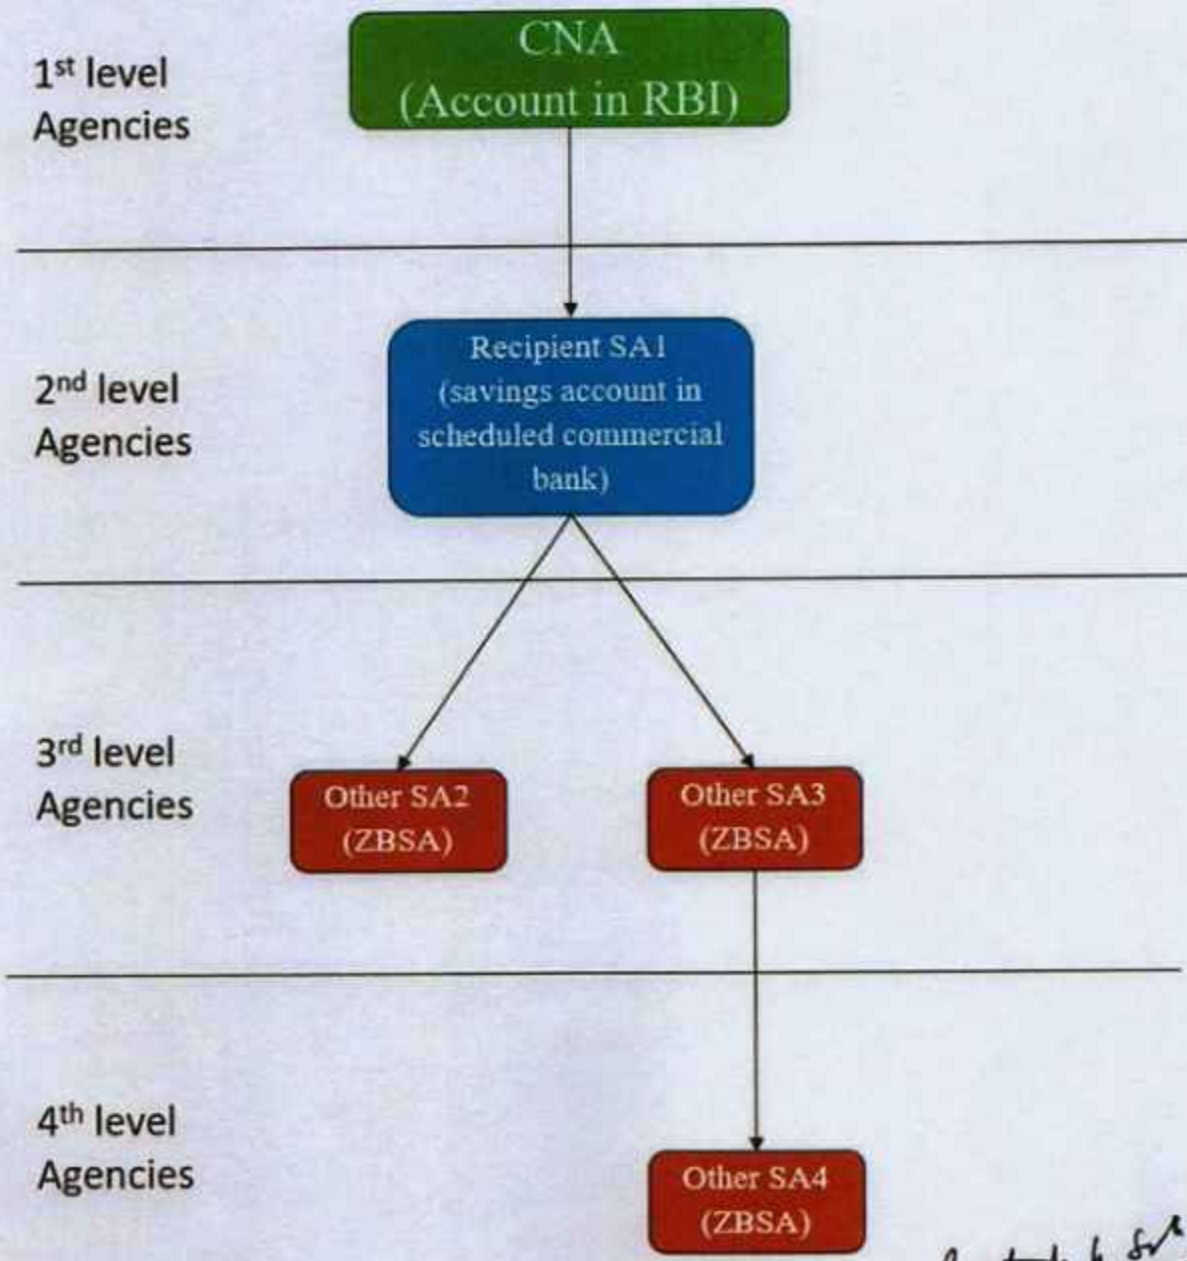 1st level
Agencies
CNA
(Account in RBI)
2nd level
Agencies
Recipient SA1
(savings account in
scheduled commercial
bank)
3rd level
Agencies
Other SA2
(ZBSA)
Other SA3
(ZBSA)
4th level
Agencies
Other SA4
(ZBSA)